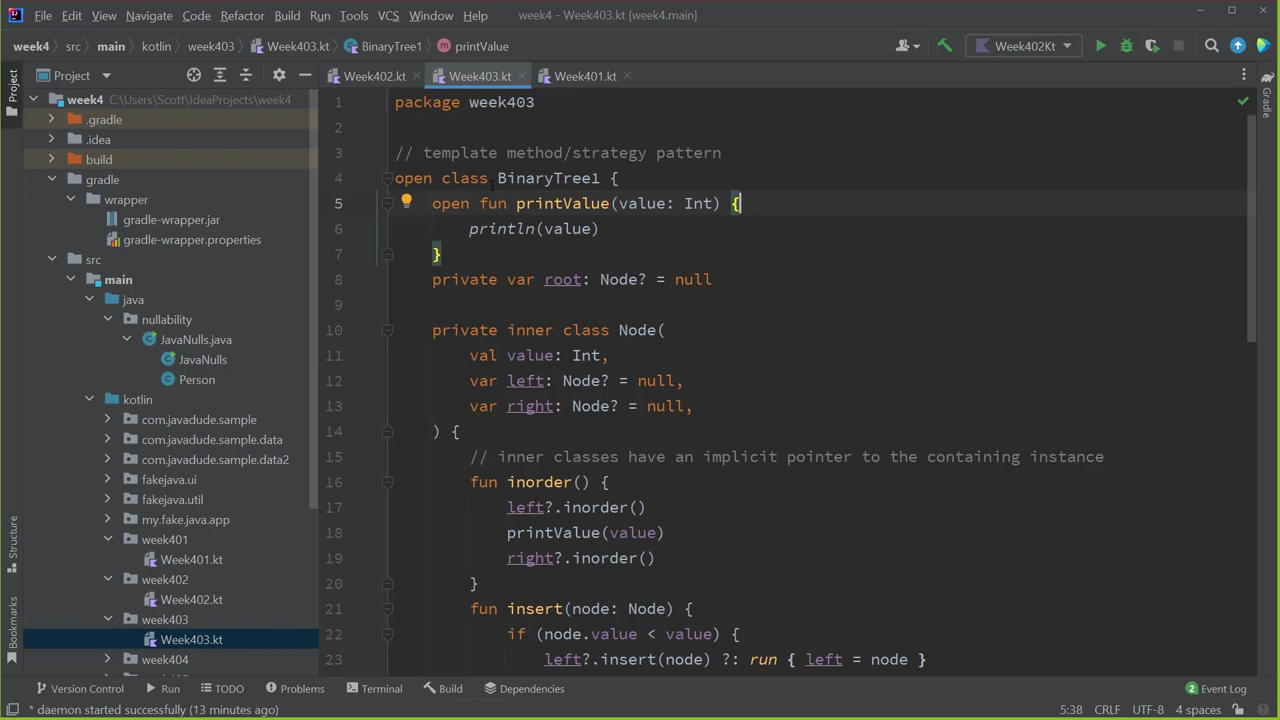 File Edit View Navigate Code Refactor Build Run Tools VCS Window Help week4 - Week403.kt [week4.main]
week4 src main kotlin week403 Week403.kt BinaryTree1 printValue Week402Kt
Project Week402.kt Week403.kt Week401.kt
week4 C:\Users\Scott\IdeaProjects\week4
.gradle
.idea
build
gradle
wrapper
gradle-wrapper.jar
gradle-wrapper.properties
src
main
java
nullability
JavaNulls.java
JavaNulls
Person
kotlin
com.javadude.sample
com.javadude.sample.data
com.javadude.sample.data2
fakejava.ui
fakejava.util
my.fake.java.app
week401
Week401.kt
week402
Week402.kt
week403
Week403.kt
week404
1 package week403
2
3 // template method/strategy pattern
4 open class BinaryTree1 {
5 open fun printValue(value: Int) {
6 println(value)
7 }
8 private var root: Node? = null
9
10 private inner class Node(
11 val value: Int,
12 var left: Node? = null,
13 var right: Node? = null,
14 ) {
15 // inner classes have an implicit pointer to the containing instance
16 fun inorder() {
17 left?.inorder()
18 printValue(value)
19 right?.inorder()
20 }
21 fun insert(node: Node) {
22 if (node.value < value) {
23 left?.insert(node) ?: run { left = node }
Project
Structure
Bookmarks
Gradle
Version Control Run TODO Problems Terminal Build Dependencies 2 Event Log
* daemon started successfully (13 minutes ago) 5:38 CRLF UTF-8 4 spaces